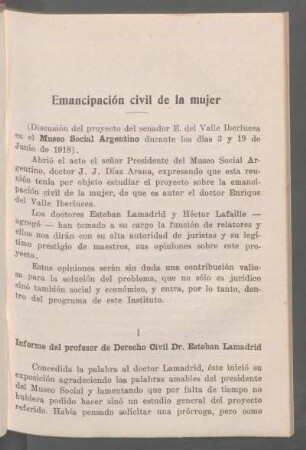 Emancipación civil de la mujer
(Discusión del proyecto del senador E. del Valle Iberlucea
en el Museo Social Argentino durante los días 3 y 19 de
Junio de 1918).
Abrió el acto el señor Presidente del Museo Social Ar-
gentino, doctor J. J. Díaz Arana, expresando que esta reu-
nión tenía por objeto estudiar el proyecto sobre la emanci-
pación civil de la mujer, de que es autor el doctor Enrique
del Valle Iberlucea.
Los doctores Esteban Lamadrid y Héctor Lafaille —
agregó — han tomado a su cargo la función de relatores y
ellos nos dirán con su alta autoridad de juristas y su legí-
timo prestigio de maestros, sus opiniones sobre este pro-
yecto.
Estas opiniones serán sin duda una contribución valio-
sa para la solución del problema, que no sólo es jurídico
sinó también social y económico, y entra, por lo tanto, den-
tro del programa de este Instituto.
I
Informe del profesor de Derecho Civil Dr. Esteban Lamadrid
Concedida la palabra al doctor Lamadrid, éste inició su
exposición agradeciendo las palabras amables del presidente
del Museo Social y lamentando que por falta de tiempo no
hubiera podido hacer sinó un estudio general del proyecto
referido. Había pensado solicitar una prórroga, pero como